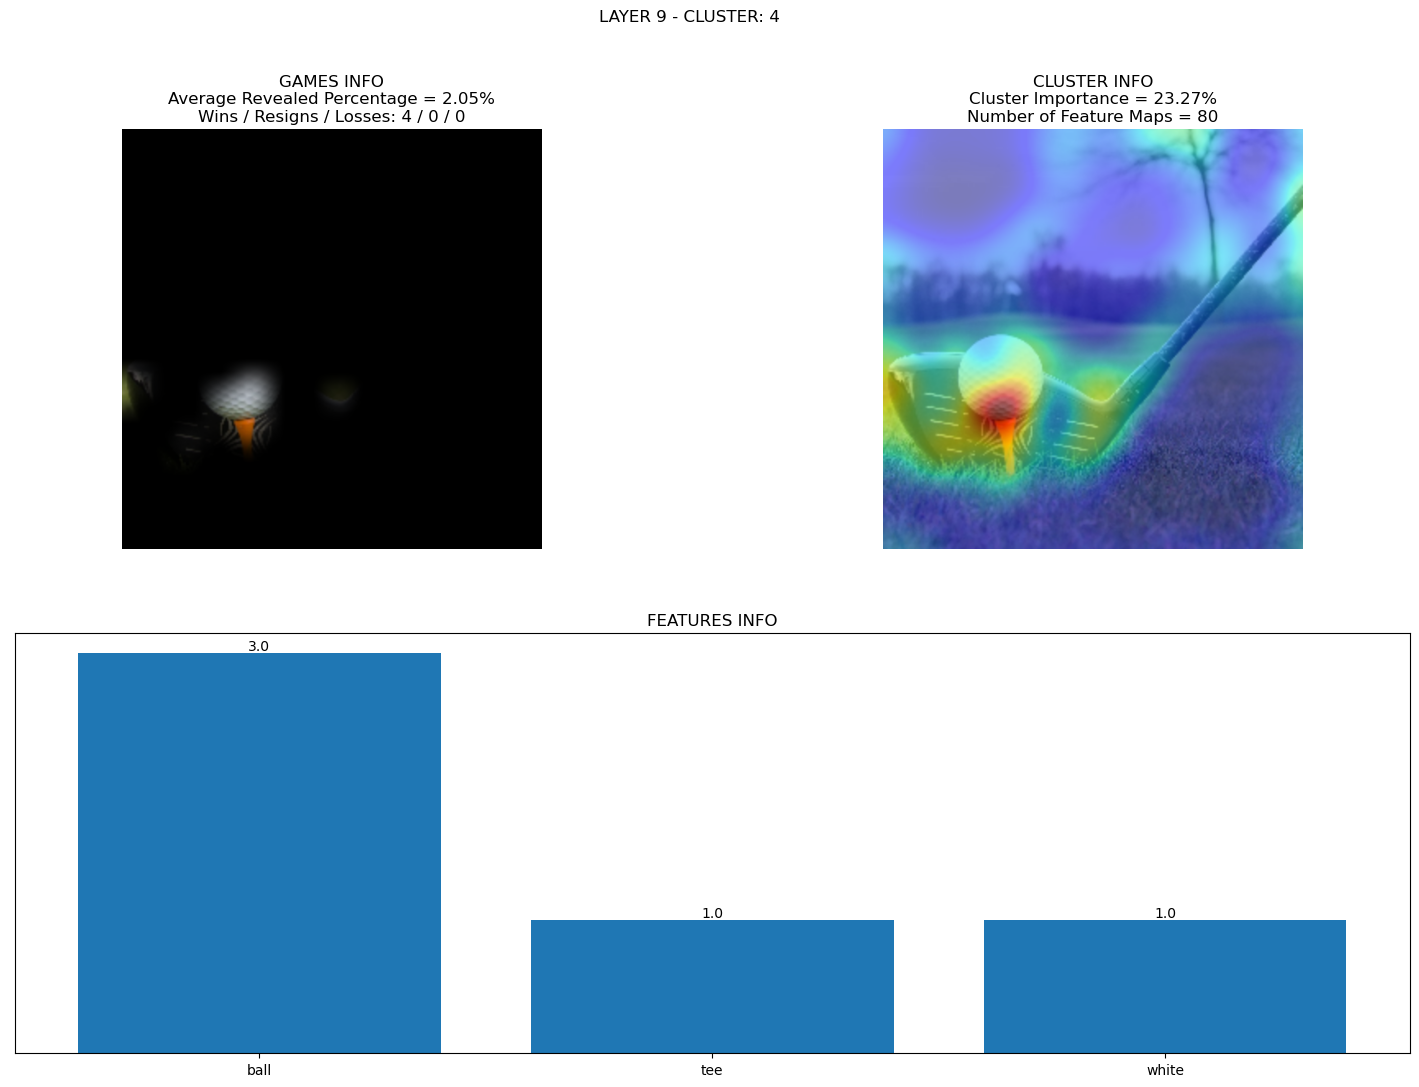 LAYER 9 - CLUSTER: 4
GAMES INFO
Average Revealed Percentage = 2.05%
Wins / Resigns / Losses: 4 / 0 / 0
CLUSTER INFO
Cluster Importance = 23.27%
Number of Feature Maps = 80
FEATURES INFO
3.0
1.0
1.0
ball
tee
white